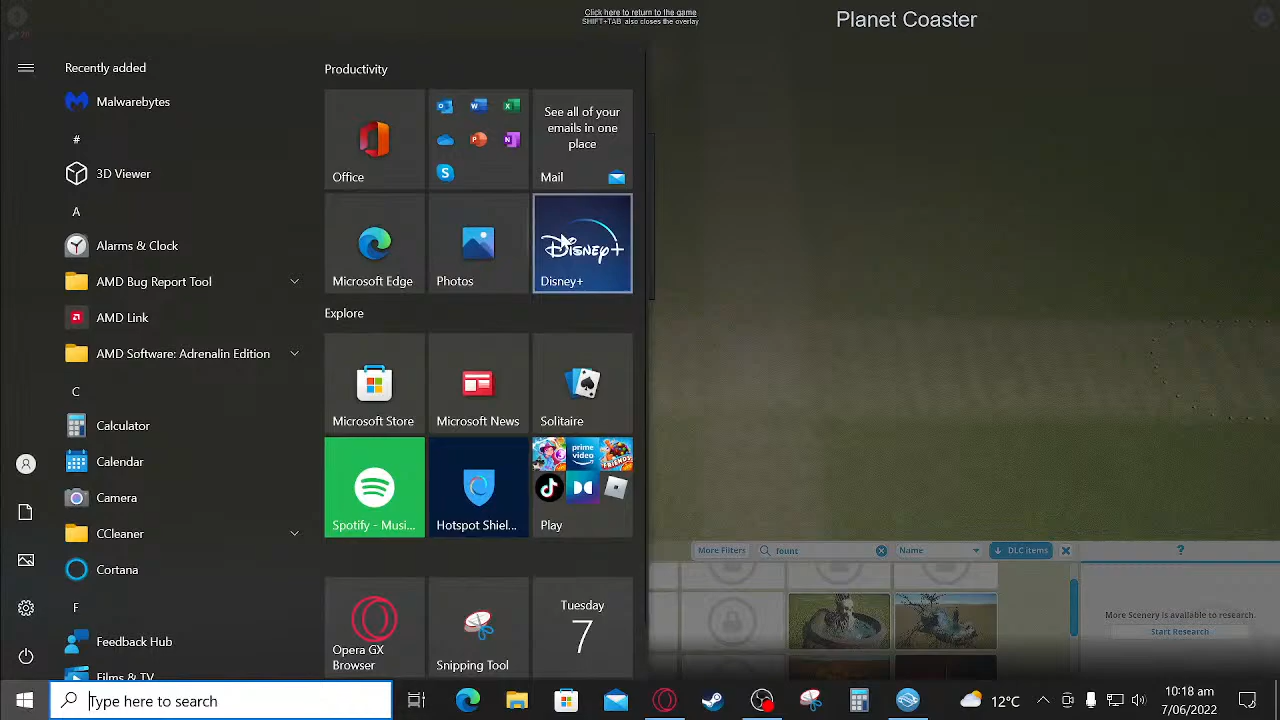 Click here to return to the game
SHIFT+TAB also closes the overlay
Planet Coaster
Recently added
Malwarebytes
#
3D Viewer
A
Alarms & Clock
AMD Bug Report Tool
AMD Link
AMD Software: Adrenalin Edition
C
Calculator
Calendar
Camera
CCleaner
Cortana
F
Feedback Hub
Films & TV
Productivity
Office
See all of your
emails in one
place
Mail
Microsoft Edge
Photos
Disney+
Disney+
Explore
Microsoft Store
Microsoft News
Solitaire
Spotify - Musi...
Hotspot Shiel...
prime
video
FRIENDS
Play
Opera GX
Browser
Snipping Tool
Tuesday
7
More Filters
fount
Name
DLC items
?
More Scenery is available to research.
Start Research
Type here to search
12°C
10:18 am
7/06/2022